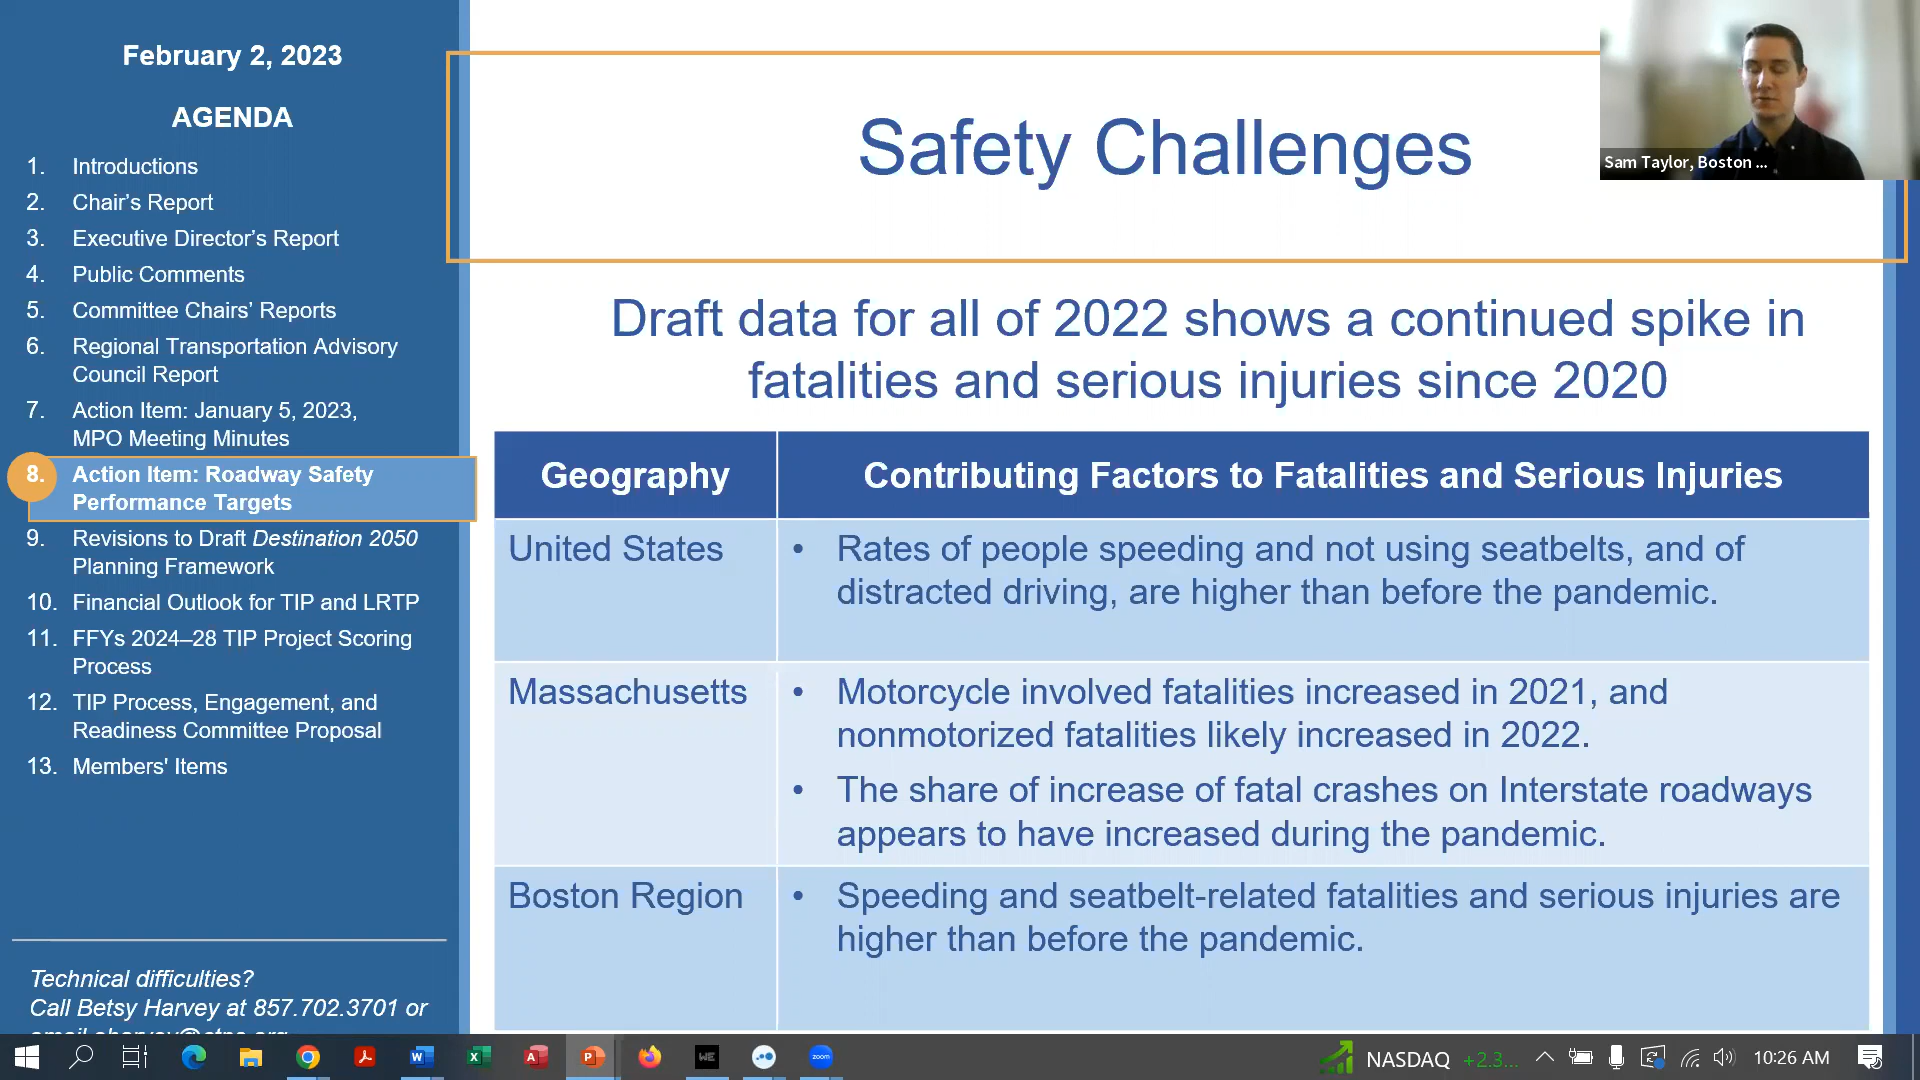 February 2, 2023
AGENDA
1. Introductions
2. Chair’s Report
3. Executive Director’s Report
4. Public Comments
5. Committee Chairs’ Reports
6. Regional Transportation Advisory
Council Report
7. Action Item: January 5, 2023,
MPO Meeting Minutes
8. Action Item: Roadway Safety
Performance Targets
9. Revisions to Draft Destination 2050
Planning Framework
10. Financial Outlook for TIP and LRTP
11. FFYs 2024–28 TIP Project Scoring
Process
12. TIP Process, Engagement, and
Readiness Committee Proposal
13. Members' Items
Technical difficulties?
Call Betsy Harvey at 857.702.3701 or
Safety Challenges
Sam Taylor, Boston ...
Draft data for all of 2022 shows a continued spike in
fatalities and serious injuries since 2020
Geography
Contributing Factors to Fatalities and Serious Injuries
United States
• Rates of people speeding and not using seatbelts, and of
distracted driving, are higher than before the pandemic.
Massachusetts
• Motorcycle involved fatalities increased in 2021, and
nonmotorized fatalities likely increased in 2022.
• The share of increase of fatal crashes on Interstate roadways
appears to have increased during the pandemic.
Boston Region
• Speeding and seatbelt-related fatalities and serious injuries are
higher than before the pandemic.
WE
zoom
NASDAQ +2.3...
10:26 AM